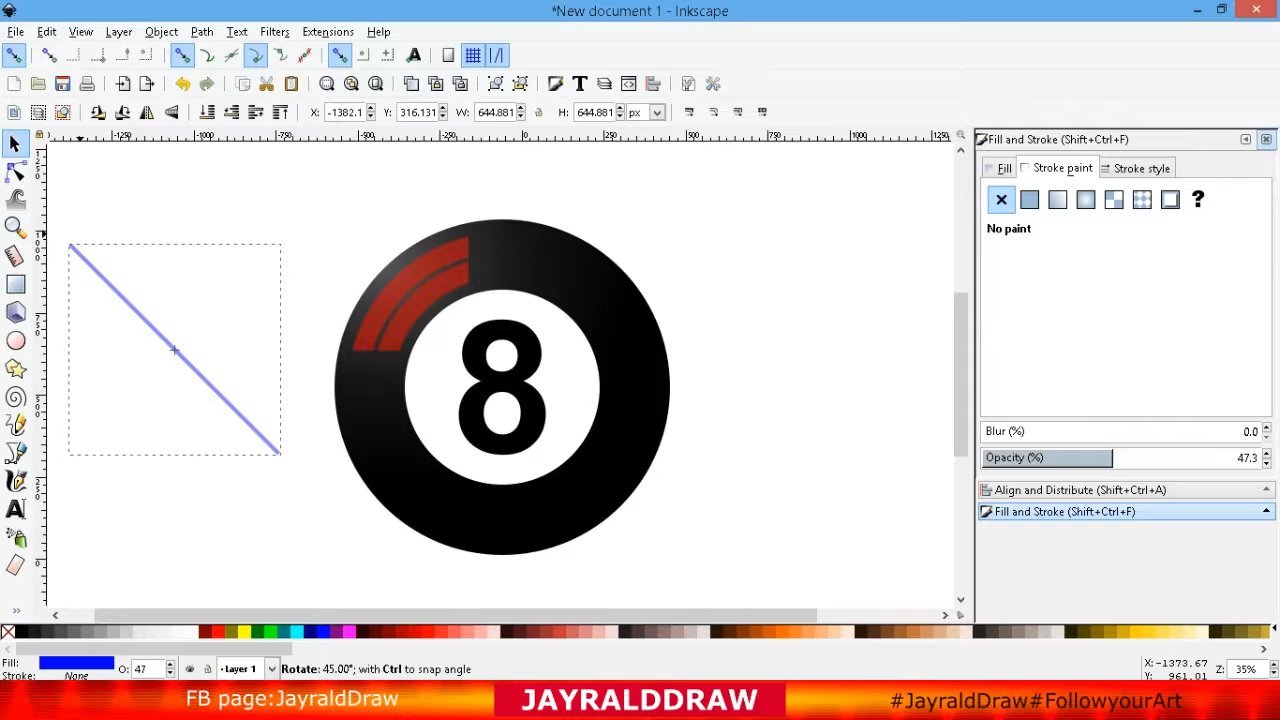 *New document 1 - Inkscape
File Edit View Layer Object Path Text Filters Extensions Help
X: -1382.1 Y: 316.131 W: 644.881 H: 644.881 px
Fill and Stroke (Shift+Ctrl+F)
Fill Stroke paint Stroke style
?
No paint
8
Blur (%) 0.0
Opacity (%) 47.3
Align and Distribute (Shift+Ctrl+A)
Fill and Stroke (Shift+Ctrl+F)
Fill: O: 47 Layer 1 Rotate: 45.00°; with Ctrl to snap angle X: -1373.67 Z: 35%
Stroke: None Y: 961.01
FB page:JayraldDraw JAYRALDDRAW #JayraldDraw#FollowyourArt